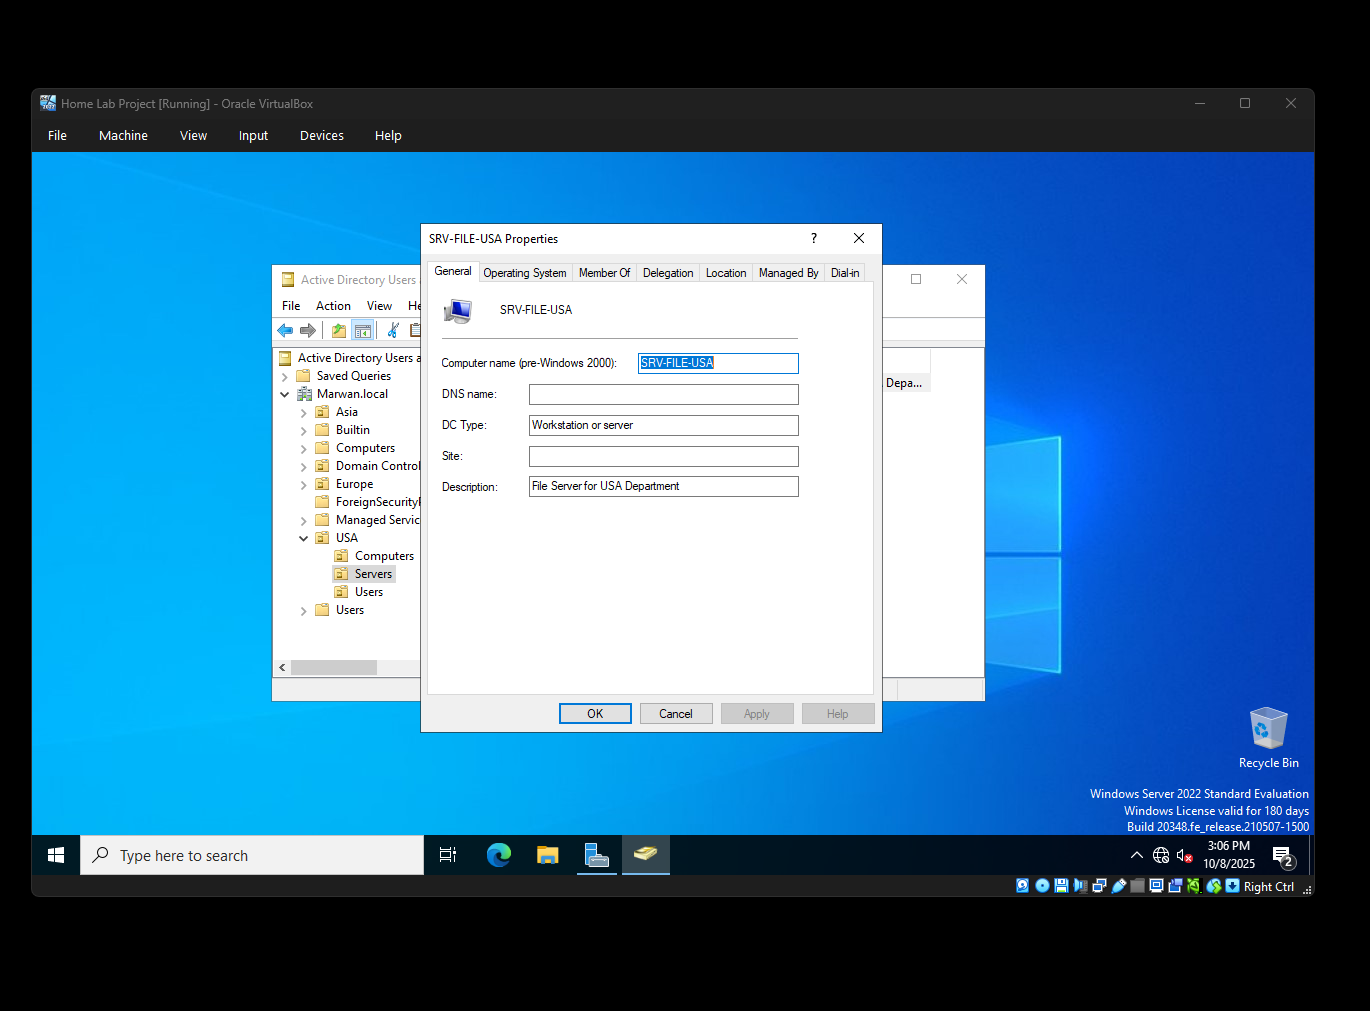 Home Lab Project [Running] - Oracle VirtualBox
File Machine View Input Devices Help
SRV-FILE-USA Properties
?
General Operating System Member Of Delegation Location Managed By Dial-in
SRV-FILE-USA
Computer name (pre-Windows 2000): SRV-FILE-USA
DNS name:
DC Type: Workstation or server
Site:
Description: File Server for USA Department
OK Cancel Apply Help
Active Directory Users
File Action View He
Active Directory Users a
Saved Queries
Marwan.local
Asia
Builtin
Computers
Domain Control
Europe
ForeignSecurity
Managed Servic
USA
Computers
Servers
Users
Users
Depa...
Recycle Bin
Windows Server 2022 Standard Evaluation
Windows License valid for 180 days
Build 20348.fe_release.210507-1500
Type here to search
3:06 PM
10/8/2025
2
Right Ctrl